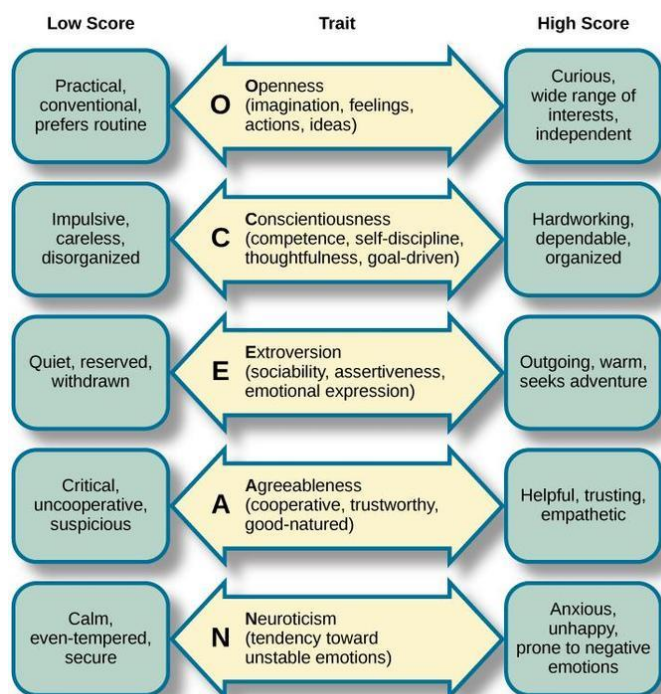 Low Score
Trait
High Score
Practical,
conventional,
prefers routine
O
Openness
(imagination, feelings,
actions, ideas)
Curious,
wide range of
interests,
independent
Impulsive,
careless,
disorganized
C
Conscientiousness
(competence, self-discipline,
thoughtfulness, goal-driven)
Hardworking,
dependable,
organized
Quiet, reserved,
withdrawn
E
Extroversion
(sociability, assertiveness,
emotional expression)
Outgoing, warm,
seeks adventure
Critical,
uncooperative,
suspicious
A
Agreeableness
(cooperative, trustworthy,
good-natured)
Helpful, trusting,
empathetic
Calm,
even-tempered,
secure
N
Neuroticism
(tendency toward
unstable emotions)
Anxious,
unhappy,
prone to negative
emotions